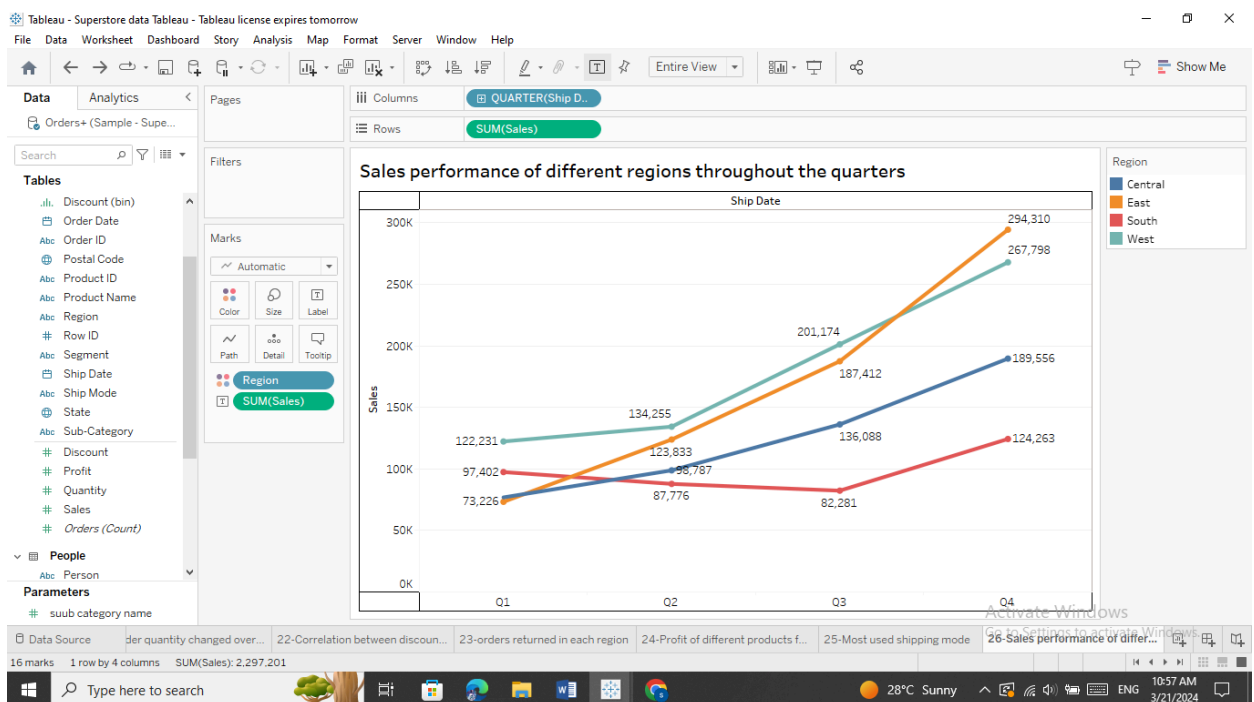 Tableau - Superstore data Tableau - Tableau license expires tomorrow
File Data Worksheet Dashboard Story Analysis Map Format Server Window Help
Entire View
Show Me
Data Analytics
Orders+ (Sample - Supe...
Search
Tables
Discount (bin)
Order Date
Abc Order ID
Postal Code
Abc Product ID
Abc Product Name
Abc Region
# Row ID
Abc Segment
Ship Date
Abc Ship Mode
State
Abc Sub-Category
# Discount
# Profit
# Quantity
# Sales
# Orders (Count)
People
Abc Person
Parameters
# suub category name
Pages
Filters
Marks
Automatic
Color Size Label
Path Detail Tooltip
Region
SUM(Sales)
Columns QUARTER(Ship D..
Rows SUM(Sales)
Sales performance of different regions throughout the quarters
Ship Date
Sales
300K
250K
200K
150K
100K
50K
0K
294,310
267,798
201,174
187,412
189,556
134,255
136,088
122,231
123,833
124,263
97,402
98,787
73,226
87,776
82,281
Q1 Q2 Q3 Q4
Region
Central
East
South
West
Activate Windows
Go to Settings to activate Windows.
Data Source der quantity changed over... 22-Correlation between discoun... 23-orders returned in each region 24-Profit of different products f... 25-Most used shipping mode 26-Sales performance of differ...
16 marks 1 row by 4 columns SUM(Sales): 2,297,201
Type here to search
28°C Sunny
ENG
10:57 AM
3/21/2024